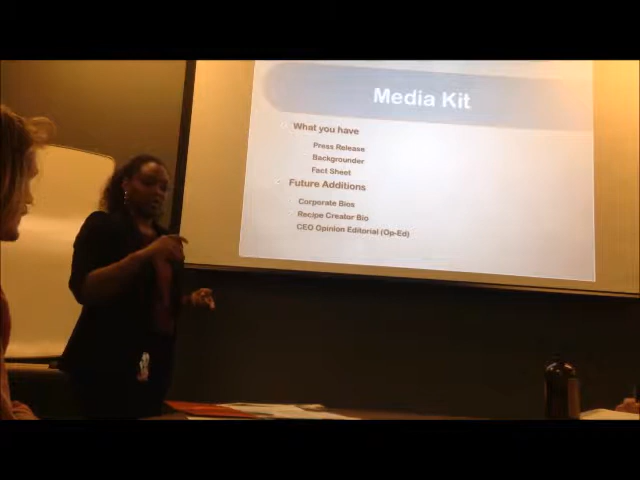 Media Kit
What you have
Press Release
Backgrounder
Fact Sheet
Future Additions
Corporate Bios
Recipe Creator Bio
CEO Opinion Editorial (Op-Ed)